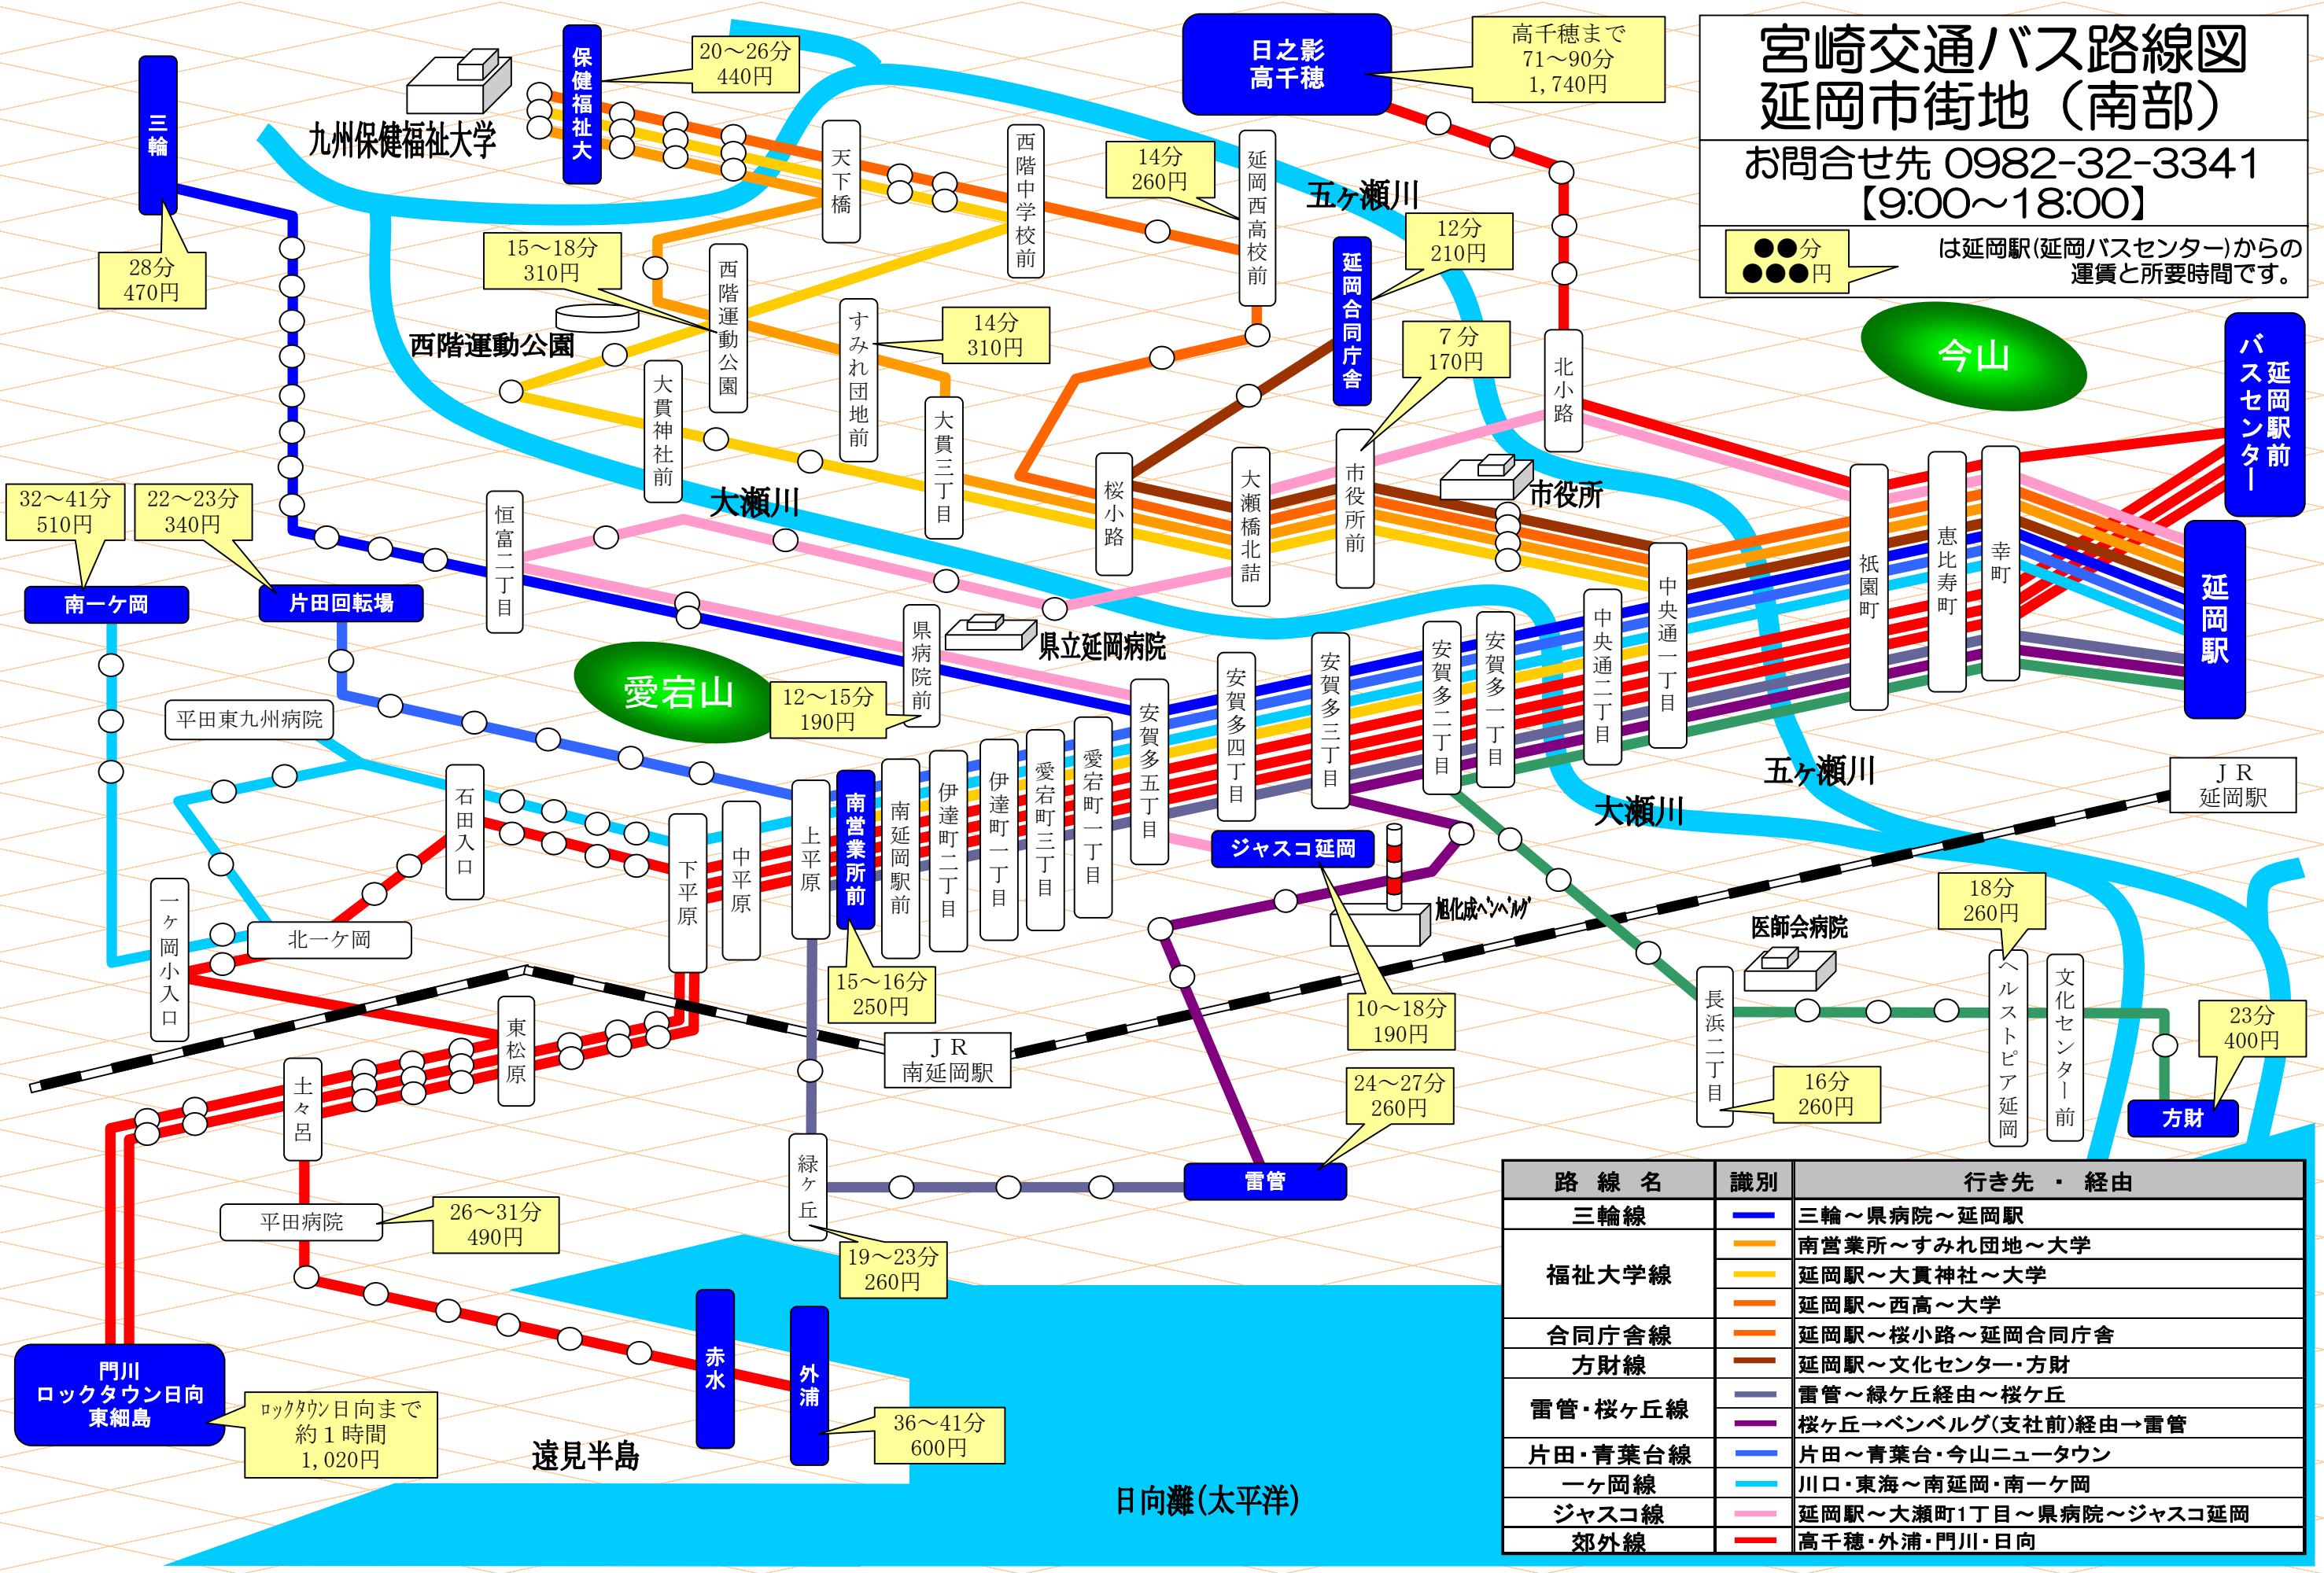 宮崎交通バス路線図
延岡市街地（南部）
お問合せ先 0982-32-3341
【9:00～18:00】
●●分
●●●円
は延岡駅(延岡バスセンター)からの
運賃と所要時間です。
三輪
28分
470円
九州保健福祉大学
保健福祉大
20～26分
440円
日之影
高千穂
高千穂まで
71～90分
1,740円
天下橋
西階中学校前
14分
260円
延岡西高校前
五ヶ瀬川
12分
210円
延岡合同庁舎
15～18分
310円
西階運動公園
西階運動公園
すみれ団地前
14分
310円
7分
170円
北小路
今山
延岡駅前
バスセンター
大貫神社前
大貫三丁目
桜小路
大瀬橋北詰
市役所前
市役所
大瀬川
32～41分
510円
22～23分
340円
恒富二丁目
南一ケ岡
片田回転場
県病院前
県立延岡病院
愛宕山
12～15分
190円
中央通一丁目
祇園町
恵比寿町
幸町
延岡駅
中央通二丁目
安賀多一丁目
安賀多二丁目
安賀多三丁目
安賀多四丁目
安賀多五丁目
愛宕町一丁目
愛宕町三丁目
伊達町一丁目
伊達町二丁目
南延岡駅前
南営業所前
上平原
中平原
下平原
石田入口
平田東九州病院
五ヶ瀬川
大瀬川
ＪＲ
延岡駅
ジャスコ延岡
旭化成ベンベルグ
一ヶ岡小入口
北一ケ岡
15～16分
250円
10～18分
190円
医師会病院
18分
260円
長浜二丁目
ヘルストピア延岡
文化センター前
23分
400円
方財
16分
260円
東松原
土々呂
ＪＲ
南延岡駅
24～27分
260円
雷管
緑ヶ丘
19～23分
260円
平田病院
26～31分
490円
赤水
外浦
36～41分
600円
門川
ロックタウン日向
東細島
ロックタウン日向まで
約１時間
1,020円
遠見半島
日向灘(太平洋)
路線名 識別 行き先・経由
三輪線 三輪～県病院～延岡駅
福祉大学線 南営業所～すみれ団地～大学
延岡駅～大貫神社～大学
延岡駅～西高～大学
合同庁舎線 延岡駅～桜小路～延岡合同庁舎
方財線 延岡駅～文化センター・方財
雷管・桜ヶ丘線 雷管～緑ケ丘経由～桜ケ丘
桜ヶ丘→ベンベルグ(支社前)経由→雷管
片田・青葉台線 片田～青葉台・今山ニュータウン
一ヶ岡線 川口・東海～南延岡・南一ケ岡
ジャスコ線 延岡駅～大瀬町1丁目～県病院～ジャスコ延岡
郊外線 高千穂・外浦・門川・日向